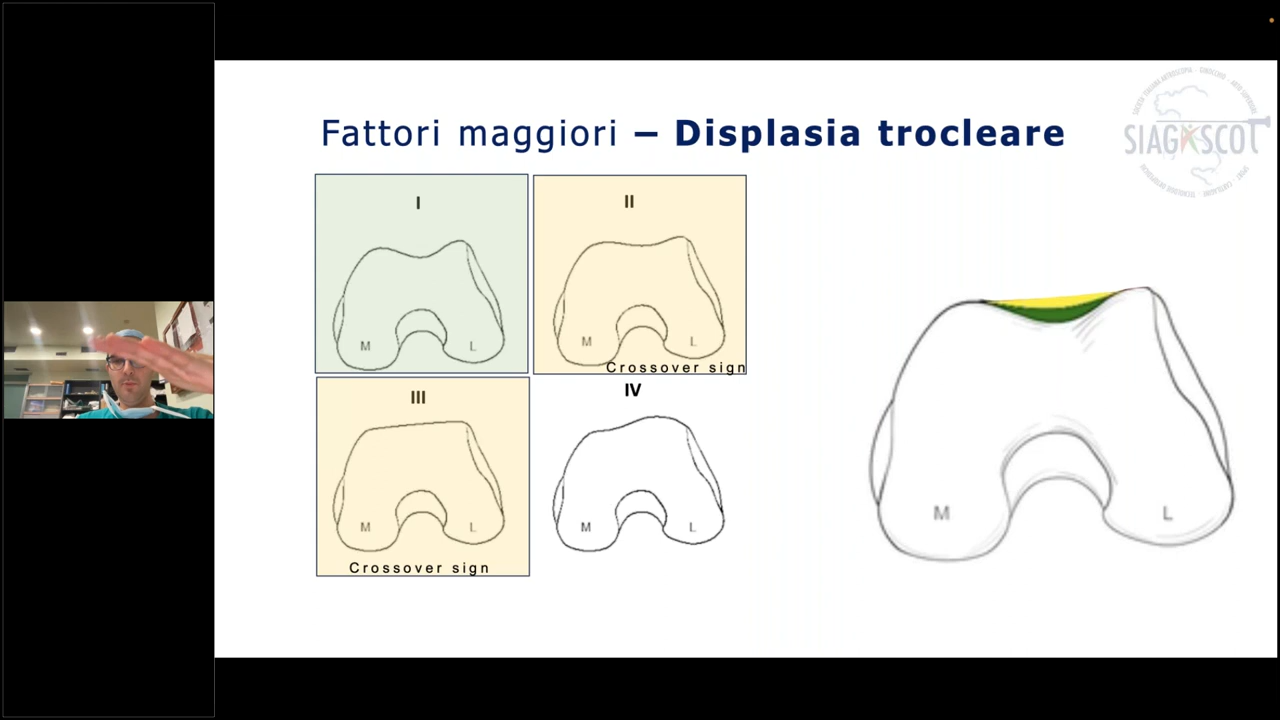 Fattori maggiori – Displasia trocleare
SIAGASCOT
I
M
L
II
M
L
Crossover sign
III
M
L
Crossover sign
IV
M
L
M
L